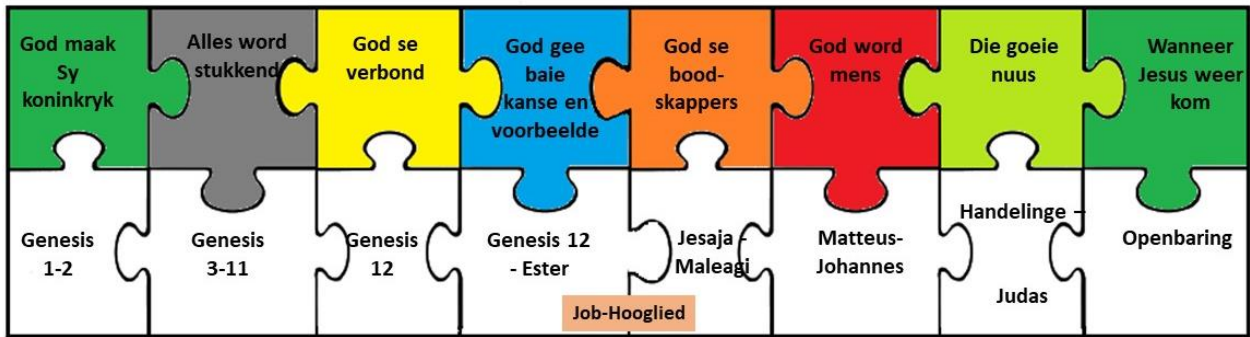 God maak
Sy
koninkryk
Alles word
stukkend
God se
verbond
God gee
baie
kanse en
voorbeelde
God se
bood-
skappers
God word
mens
Die goeie
nuus
Wanneer
Jesus weer
kom
Genesis
1-2
Genesis
3-11
Genesis
12
Genesis 12
- Ester
Jesaja -
Maleagi
Matteus-
Johannes
Handelinge –
Judas
Openbaring
Job-Hooglied